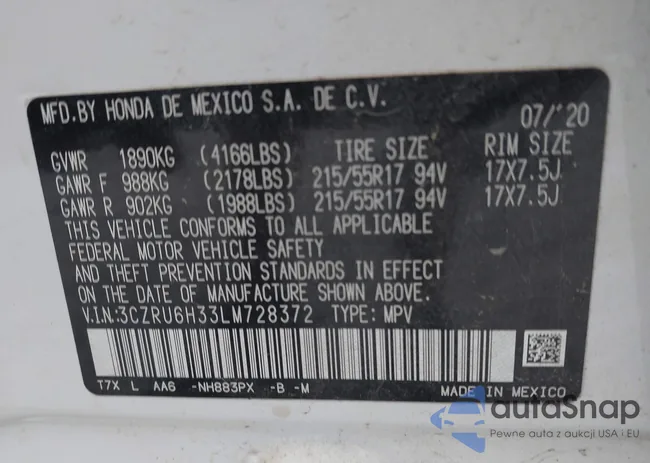 MFD.BY HONDA DE MEXICO S.A. DE C.V. 07/'20
GVWR 1890KG (4166LBS) TIRE SIZE RIM SIZE
GAWR F 988KG (2178LBS) 215/55R17 94V 17X7.5J
GAWR R 902KG (1988LBS) 215/55R17 94V 17X7.5J
THIS VEHICLE CONFORMS TO ALL APPLICABLE
FEDERAL MOTOR VEHICLE SAFETY
AND THEFT PREVENTION STANDARDS IN EFFECT
ON THE DATE OF MANUFACTURE SHOWN ABOVE.
V.I.N:3CZRU6H33LM728372 TYPE: MPV
T7X L AA6 -NH883PX -B -M MADE IN MEXICO
autoSnap
Pewne auta z aukcji USA i EU